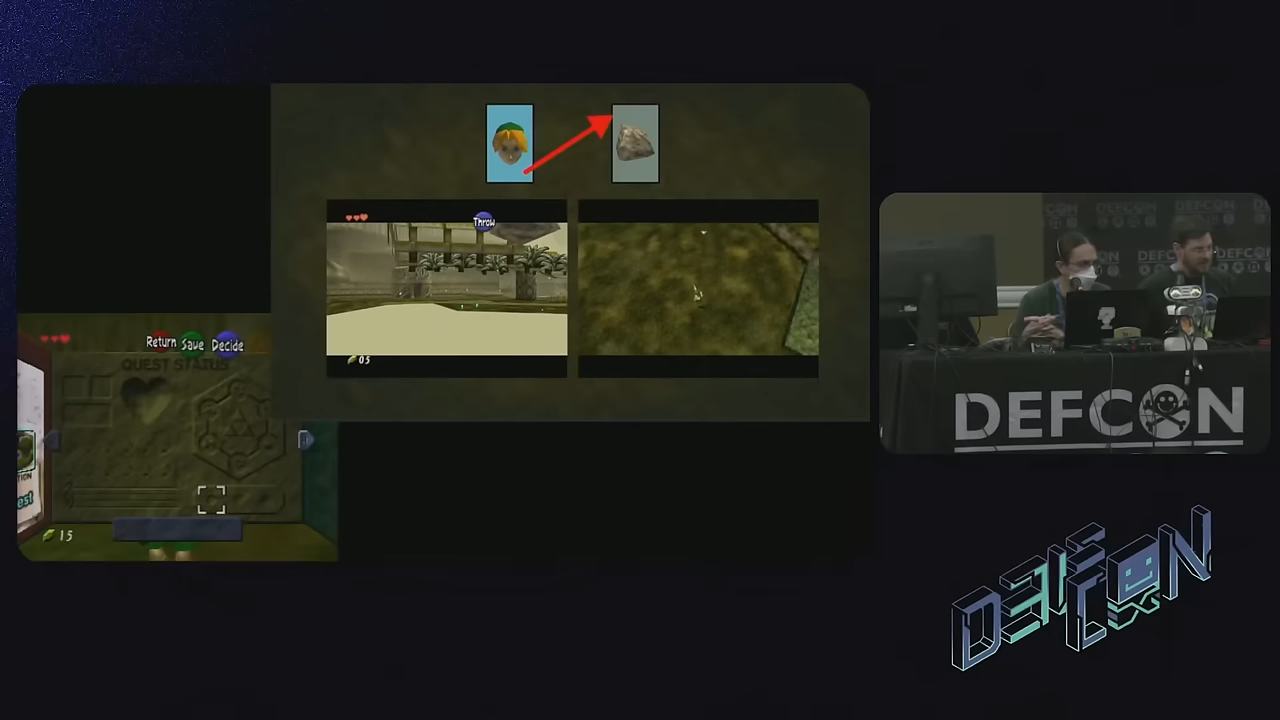 Throw
05
Return Save Decide
QUEST STATUS
15
DEFCON
DEFCON